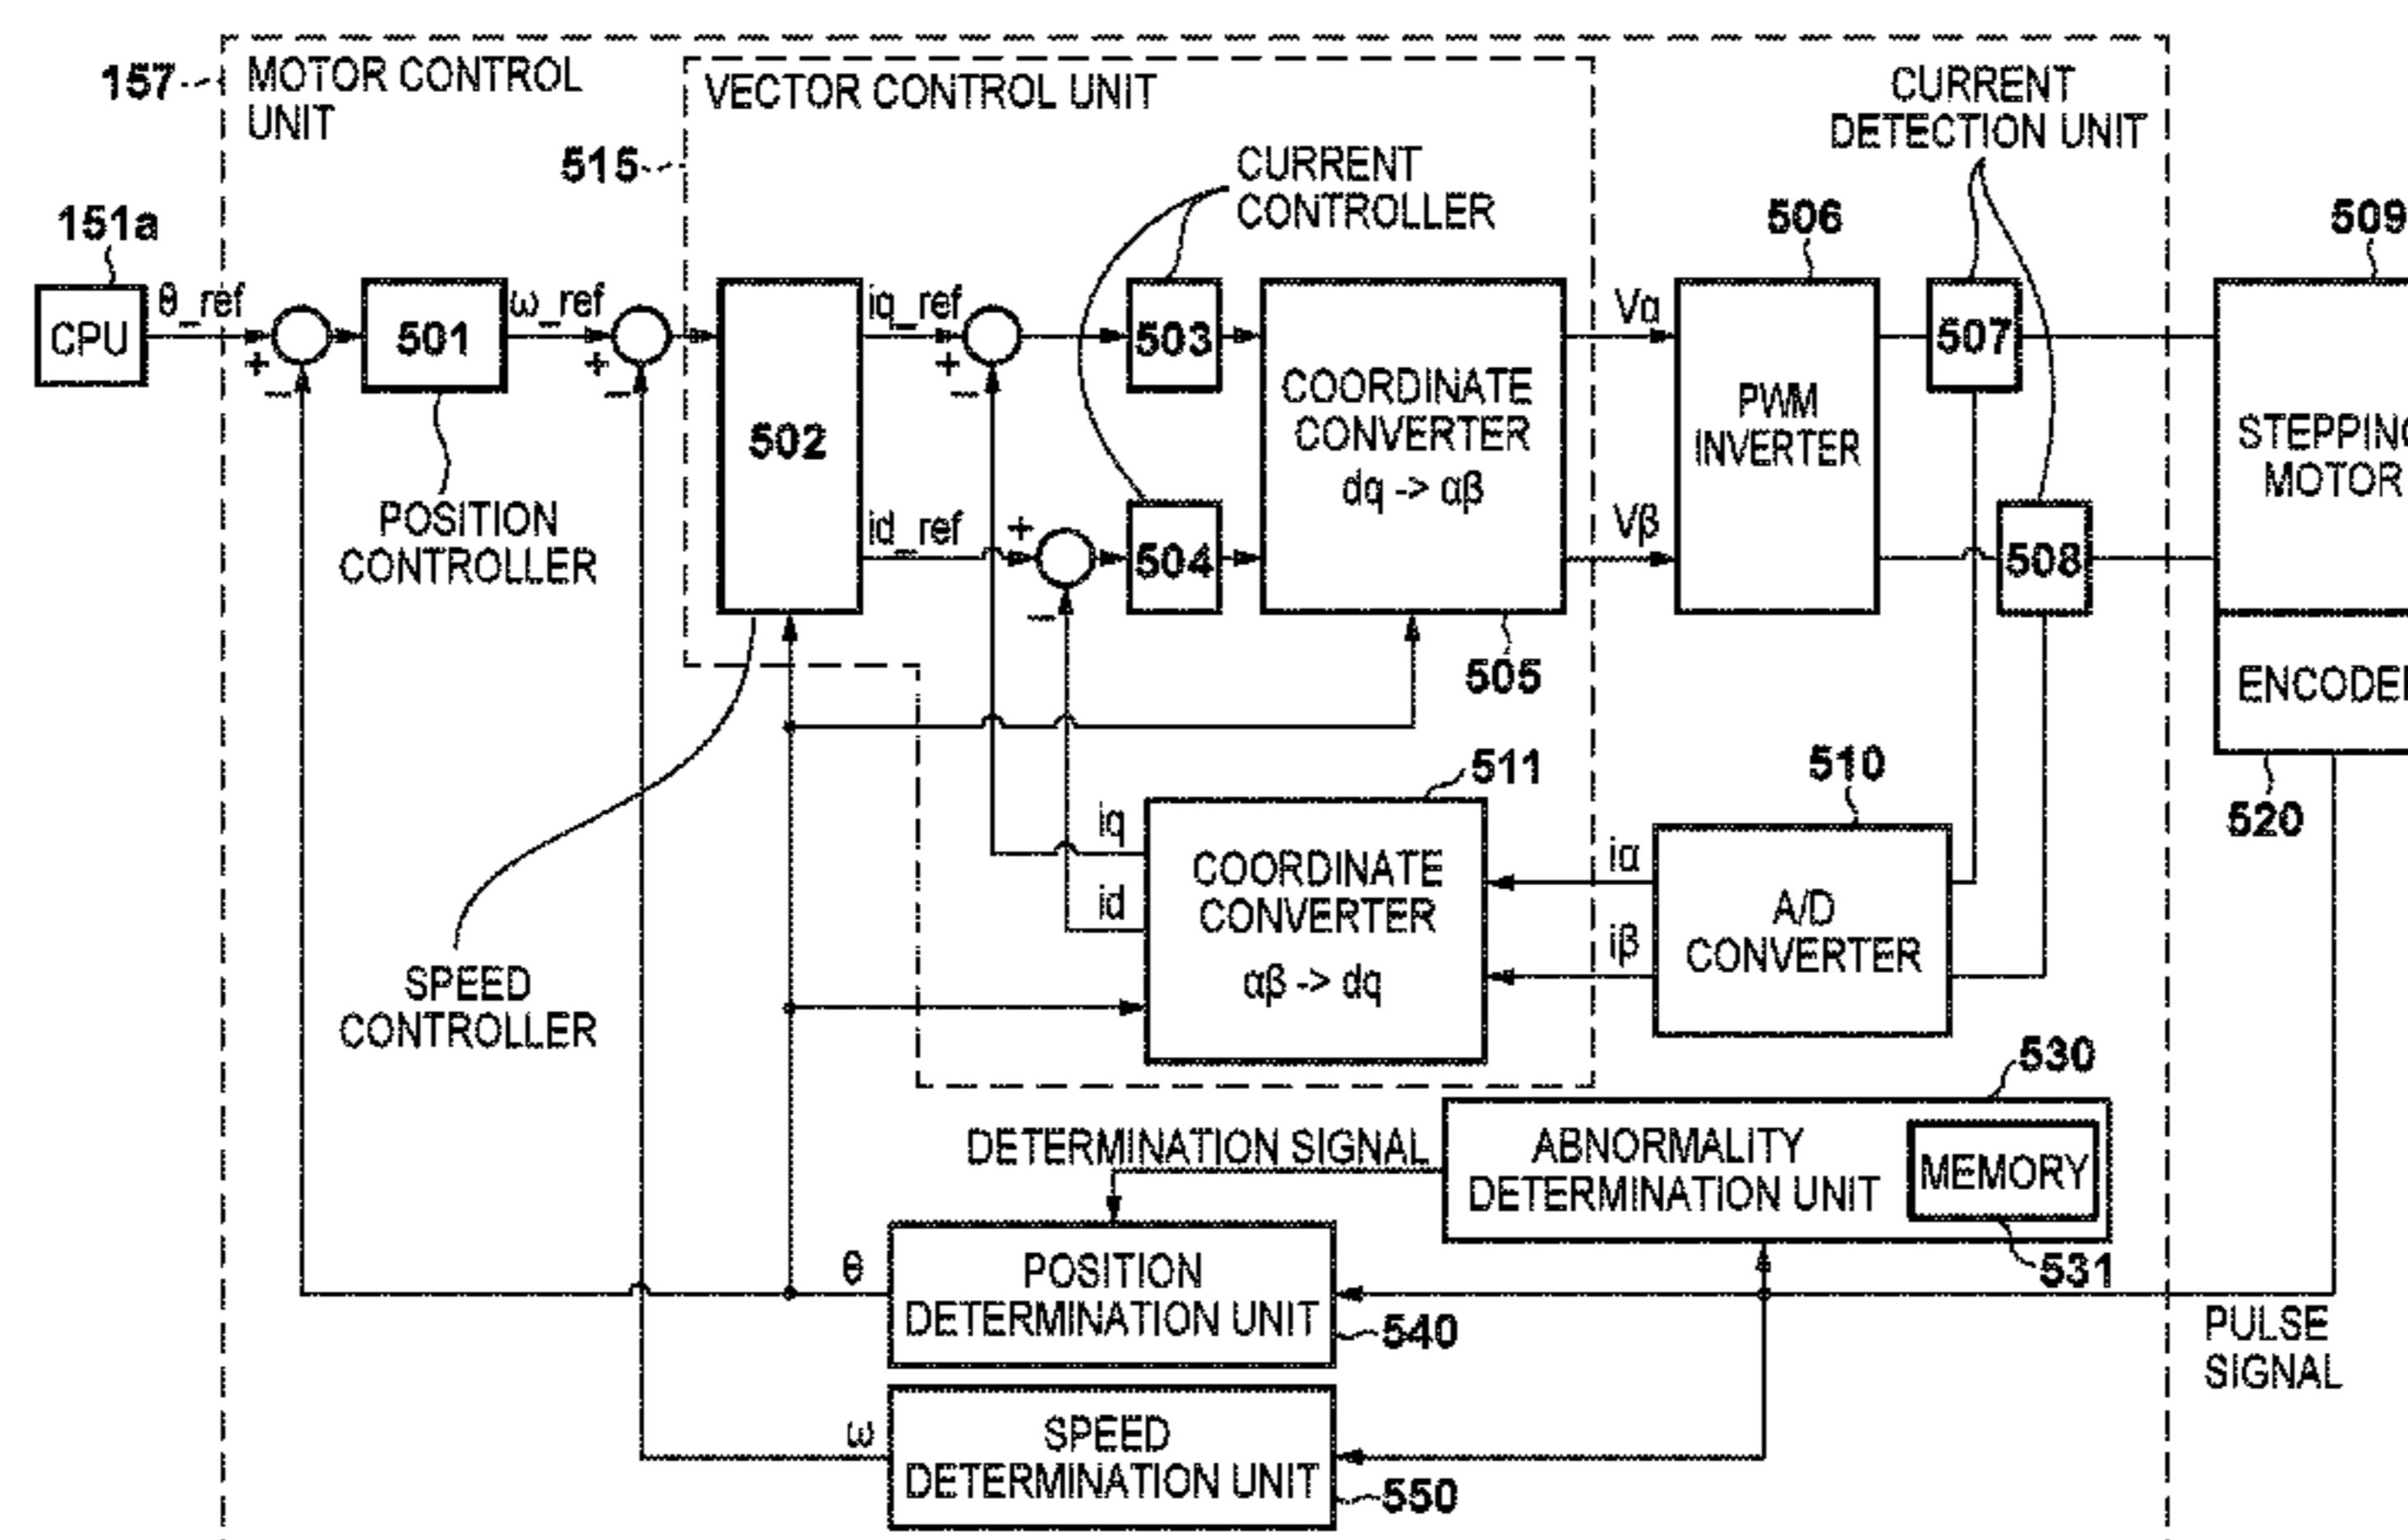 157
MOTOR CONTROL
UNIT
VECTOR CONTROL UNIT
CURRENT
DETECTION UNIT
515
CURRENT
CONTROLLER
151a
506
509
CPU
θ_ref
+
−
501
ω_ref
+
−
502
iq_ref
+
−
503
COORDINATE
CONVERTER
dq -> αβ
Vα
PWM
INVERTER
507
STEPPING
MOTOR
POSITION
CONTROLLER
id_ref
+
−
504
Vβ
508
505
ENCODER
511
510
520
iq
id
COORDINATE
CONVERTER
αβ -> dq
iα
iβ
A/D
CONVERTER
SPEED
CONTROLLER
530
DETERMINATION SIGNAL
ABNORMALITY
DETERMINATION UNIT
MEMORY
531
θ
POSITION
DETERMINATION UNIT
540
PULSE
SIGNAL
ω
SPEED
DETERMINATION UNIT
550